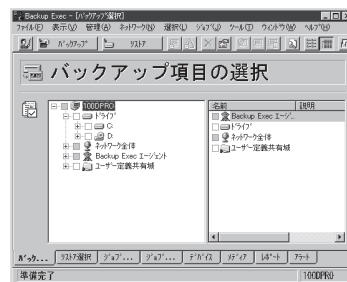 Backup Exec - [ﾊﾞｯｸｱｯﾌﾟ選択]
ファイル(F) 表示(V) 管理(A) ネットワーク(N) 選択(L) ジョブ(J) ツール(T) ウィンドウ(W) ヘルプ(H)
ﾊﾞｯｸｱｯﾌﾟ ﾘｽﾄｱ
バックアップ項目の選択
100DPRO
ドライブ
C:
D:
ネットワーク全体
Backup Exec エージェント
ユーザー定義共有域
名前 説明
Backup Exec エージ...
ドライブ
ネットワーク全体
ユーザー定義共有域
ﾊﾞｯｸ... ﾘｽﾄｱ選択 ｼﾞｮﾌﾞ... ｼﾞｮﾌﾞ... ﾃﾞﾊﾞｲｽ ﾒﾃﾞｨｱ ﾚﾎﾟｰﾄ ｱﾗｰﾄ
準備完了 100DPRO